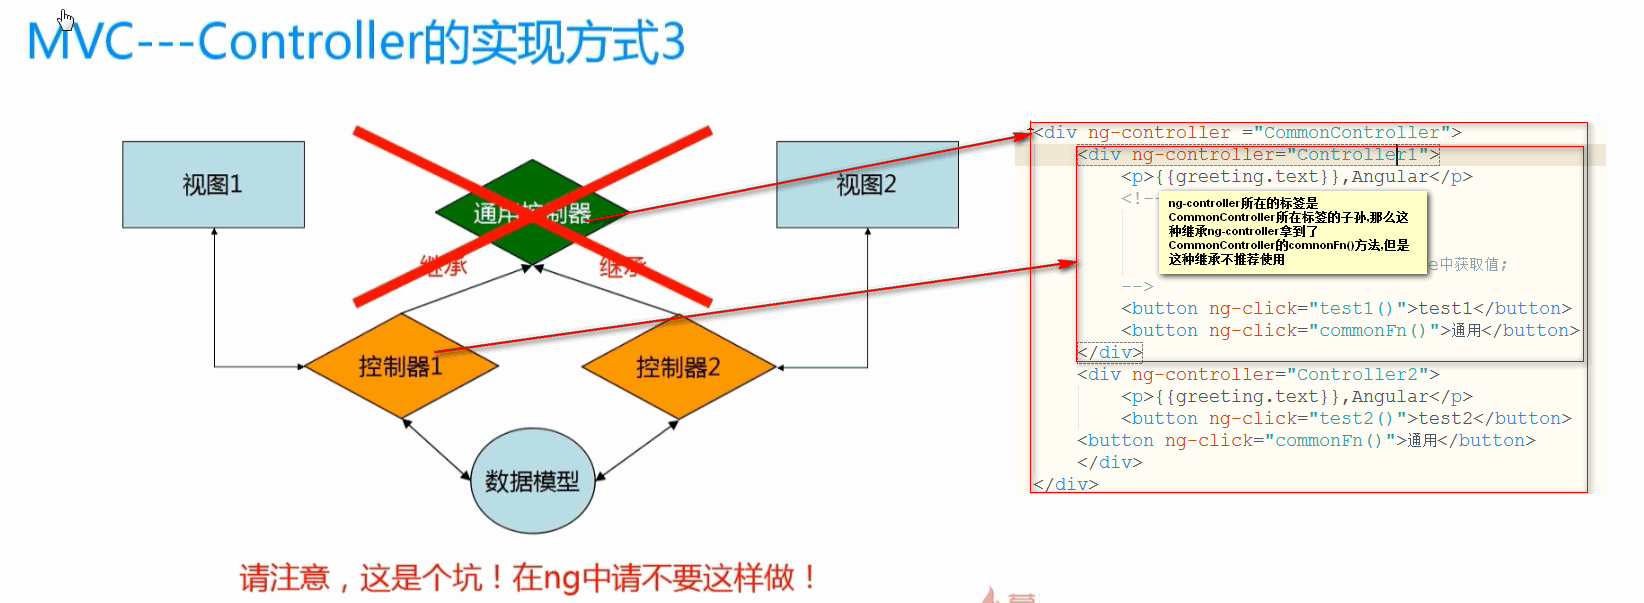 MVC---Controller的实现方式3
视图1
通用控制器
视图2
继承
继承
控制器1
控制器2
数据模型
请注意，这是个坑！在ng中请不要这样做！
<div ng-controller ="CommonController">
<div ng-controller="Controller1">
<p>{{greeting.text}},Angular</p>
<!--
ng-controller所在的标签是
CommonController所在标签的子孙,那么这
种继承ng-controller拿到了
CommonController的comnonFn()方法,但是
这种继承不推荐使用
e中获取值;
-->
<button ng-click="test1()">test1</button>
<button ng-click="commonFn()">通用</button>
</div>
<div ng-controller="Controller2">
<p>{{greeting.text}},Angular</p>
<button ng-click="test2()">test2</button>
<button ng-click="commonFn()">通用</button>
</div>
</div>